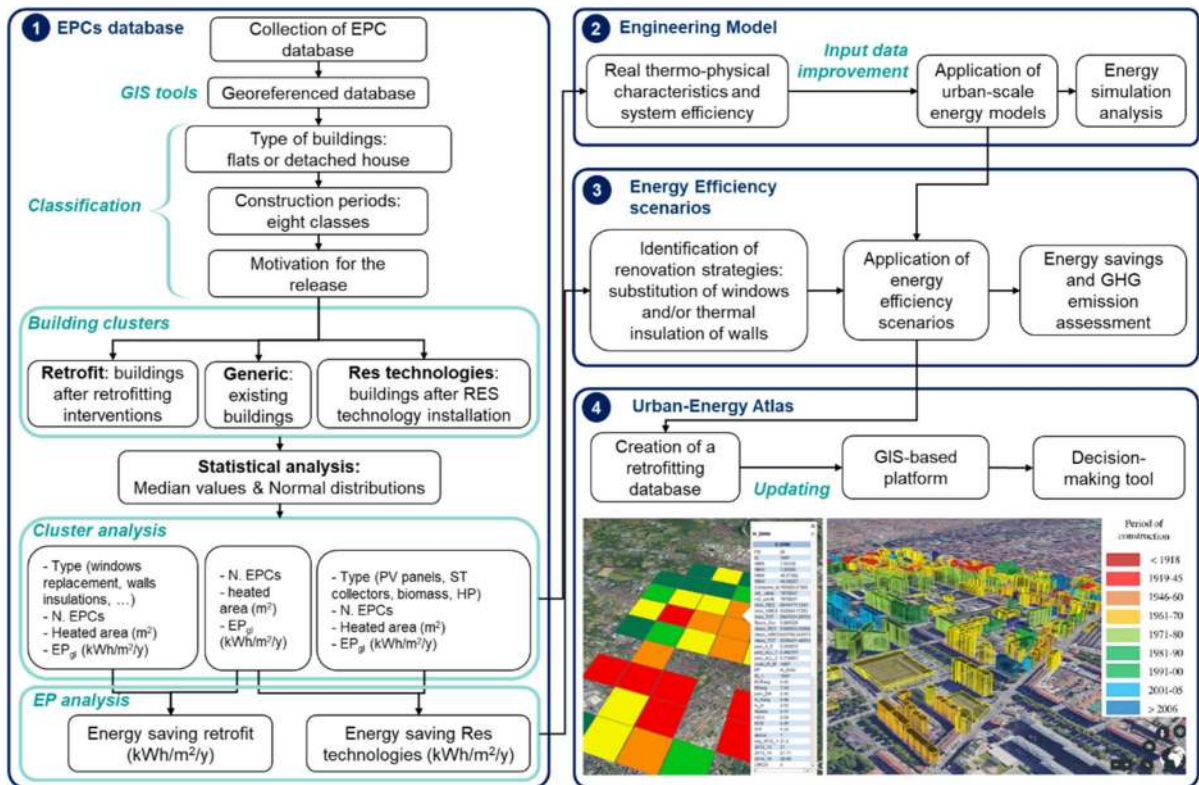 1 EPCs database
Collection of EPC
database
GIS tools
Georeferenced database
Type of buildings:
flats or detached house
Classification
Construction periods:
eight classes
Motivation for the
release
Building clusters
Retrofit: buildings
after retrofitting
interventions
Generic:
existing
buildings
Res technologies:
buildings after RES
technology installation
Statistical analysis:
Median values & Normal distributions
Cluster analysis
- Type (windows
replacement, walls
insulations, ...)
- N. EPCs
- Heated area (m²)
- EPgl (kWh/m²/y)
- N. EPCs
- heated
area (m²)
- EPgl
(kWh/m²/y)
- Type (PV panels, ST
collectors, biomass, HP)
- N. EPCs
- Heated area (m²)
- EPgl (kWh/m²/y)
EP analysis
Energy saving retrofit
(kWh/m²/y)
Energy saving Res
technologies (kWh/m²/y)
2 Engineering Model
Real thermo-physical
characteristics and
system efficiency
Input data
improvement
Application of
urban-scale
energy models
Energy
simulation
analysis
3 Energy Efficiency
scenarios
Identification of
renovation strategies:
substitution of windows
and/or thermal
insulation of walls
Application of
energy
efficiency
scenarios
Energy savings
and GHG
emission
assessment
4 Urban-Energy Atlas
Creation of a
retrofitting
database
Updating
GIS-based
platform
Decision-
making tool
Period of
construction
< 1918
1919-45
1946-60
1961-70
1971-80
1981-90
1991-00
2001-05
> 2006